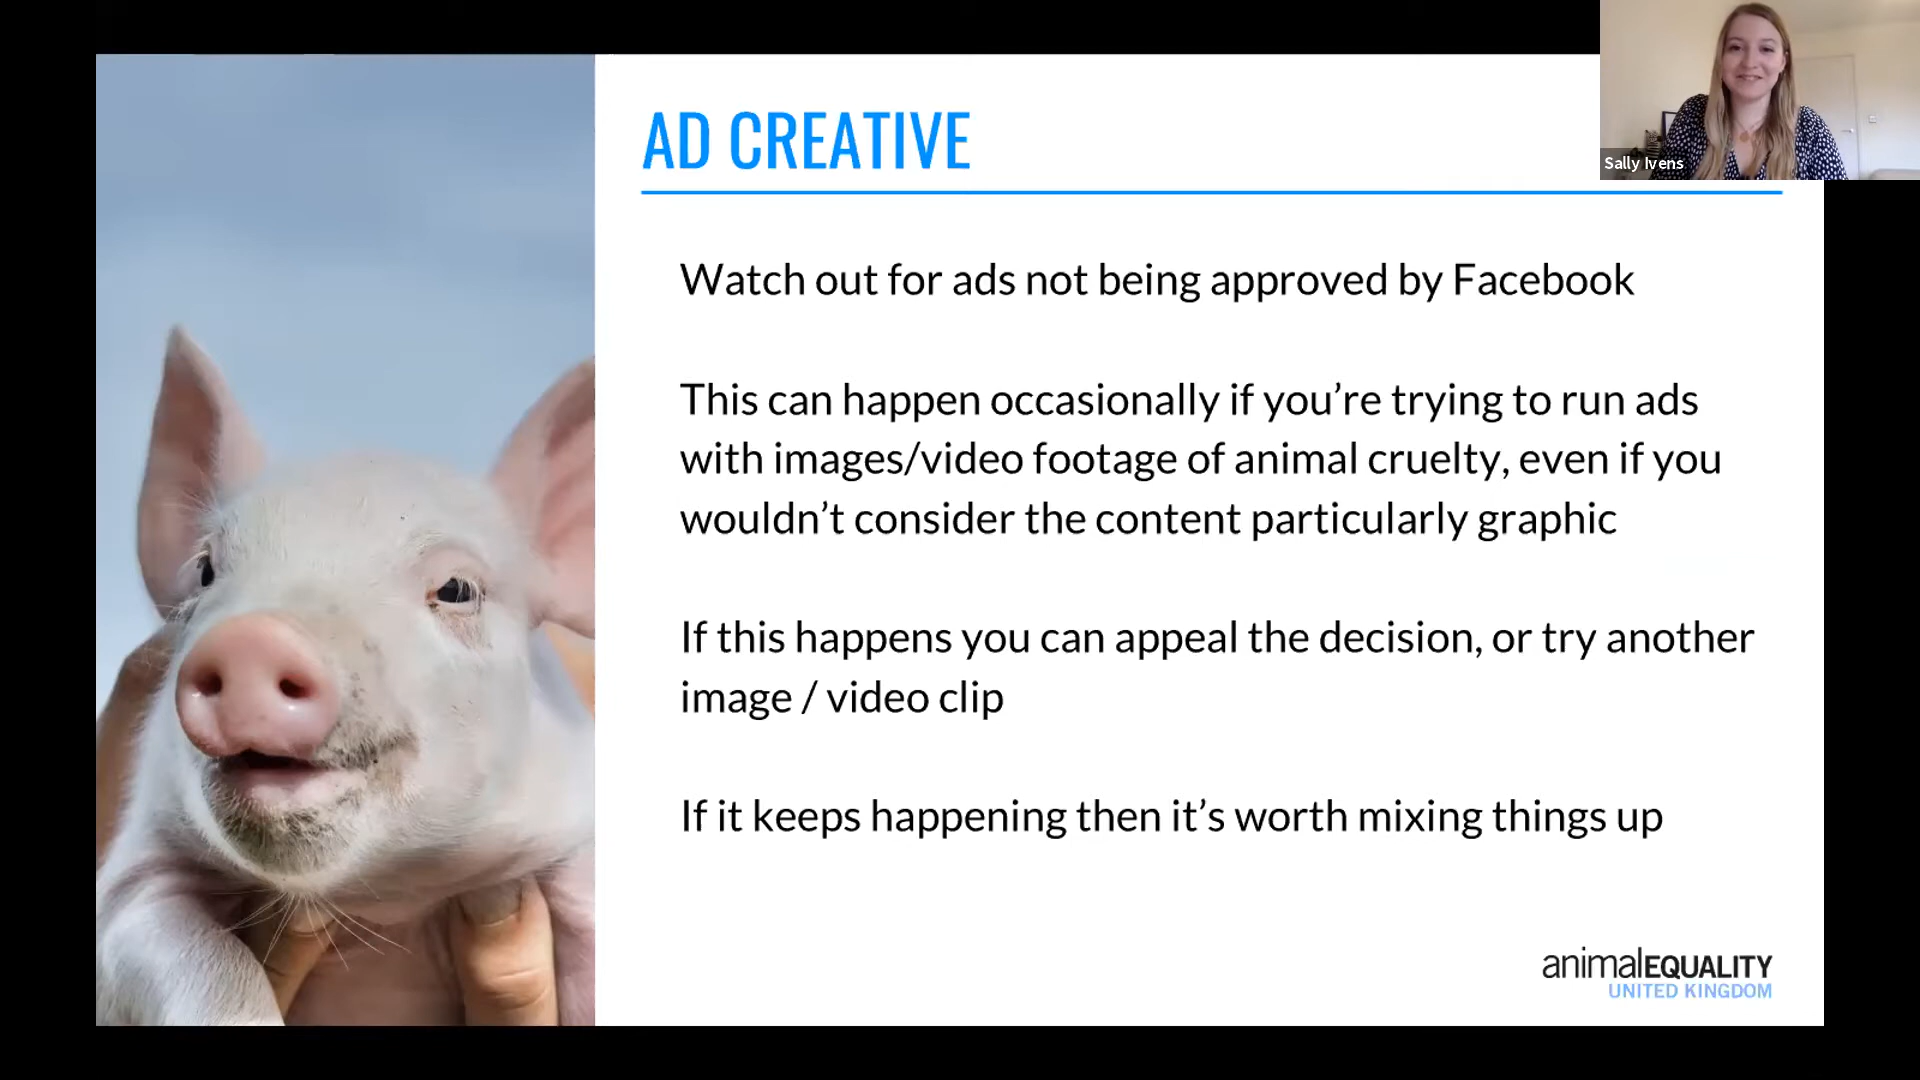 AD CREATIVE
Sally Ivens
Watch out for ads not being approved by Facebook
This can happen occasionally if you’re trying to run ads
with images/video footage of animal cruelty, even if you
wouldn’t consider the content particularly graphic
If this happens you can appeal the decision, or try another
image / video clip
If it keeps happening then it’s worth mixing things up
animalEQUALITY
UNITED KINGDOM